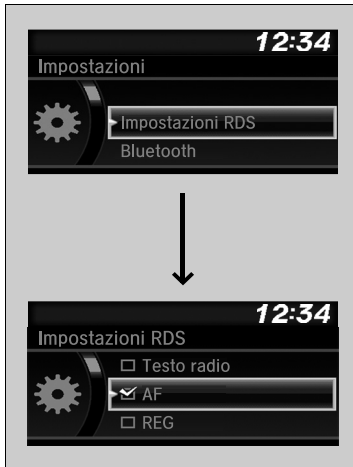 12:34
Impostazioni
Impostazioni RDS
Bluetooth
12:34
Impostazioni RDS
Testo radio
AF
REG